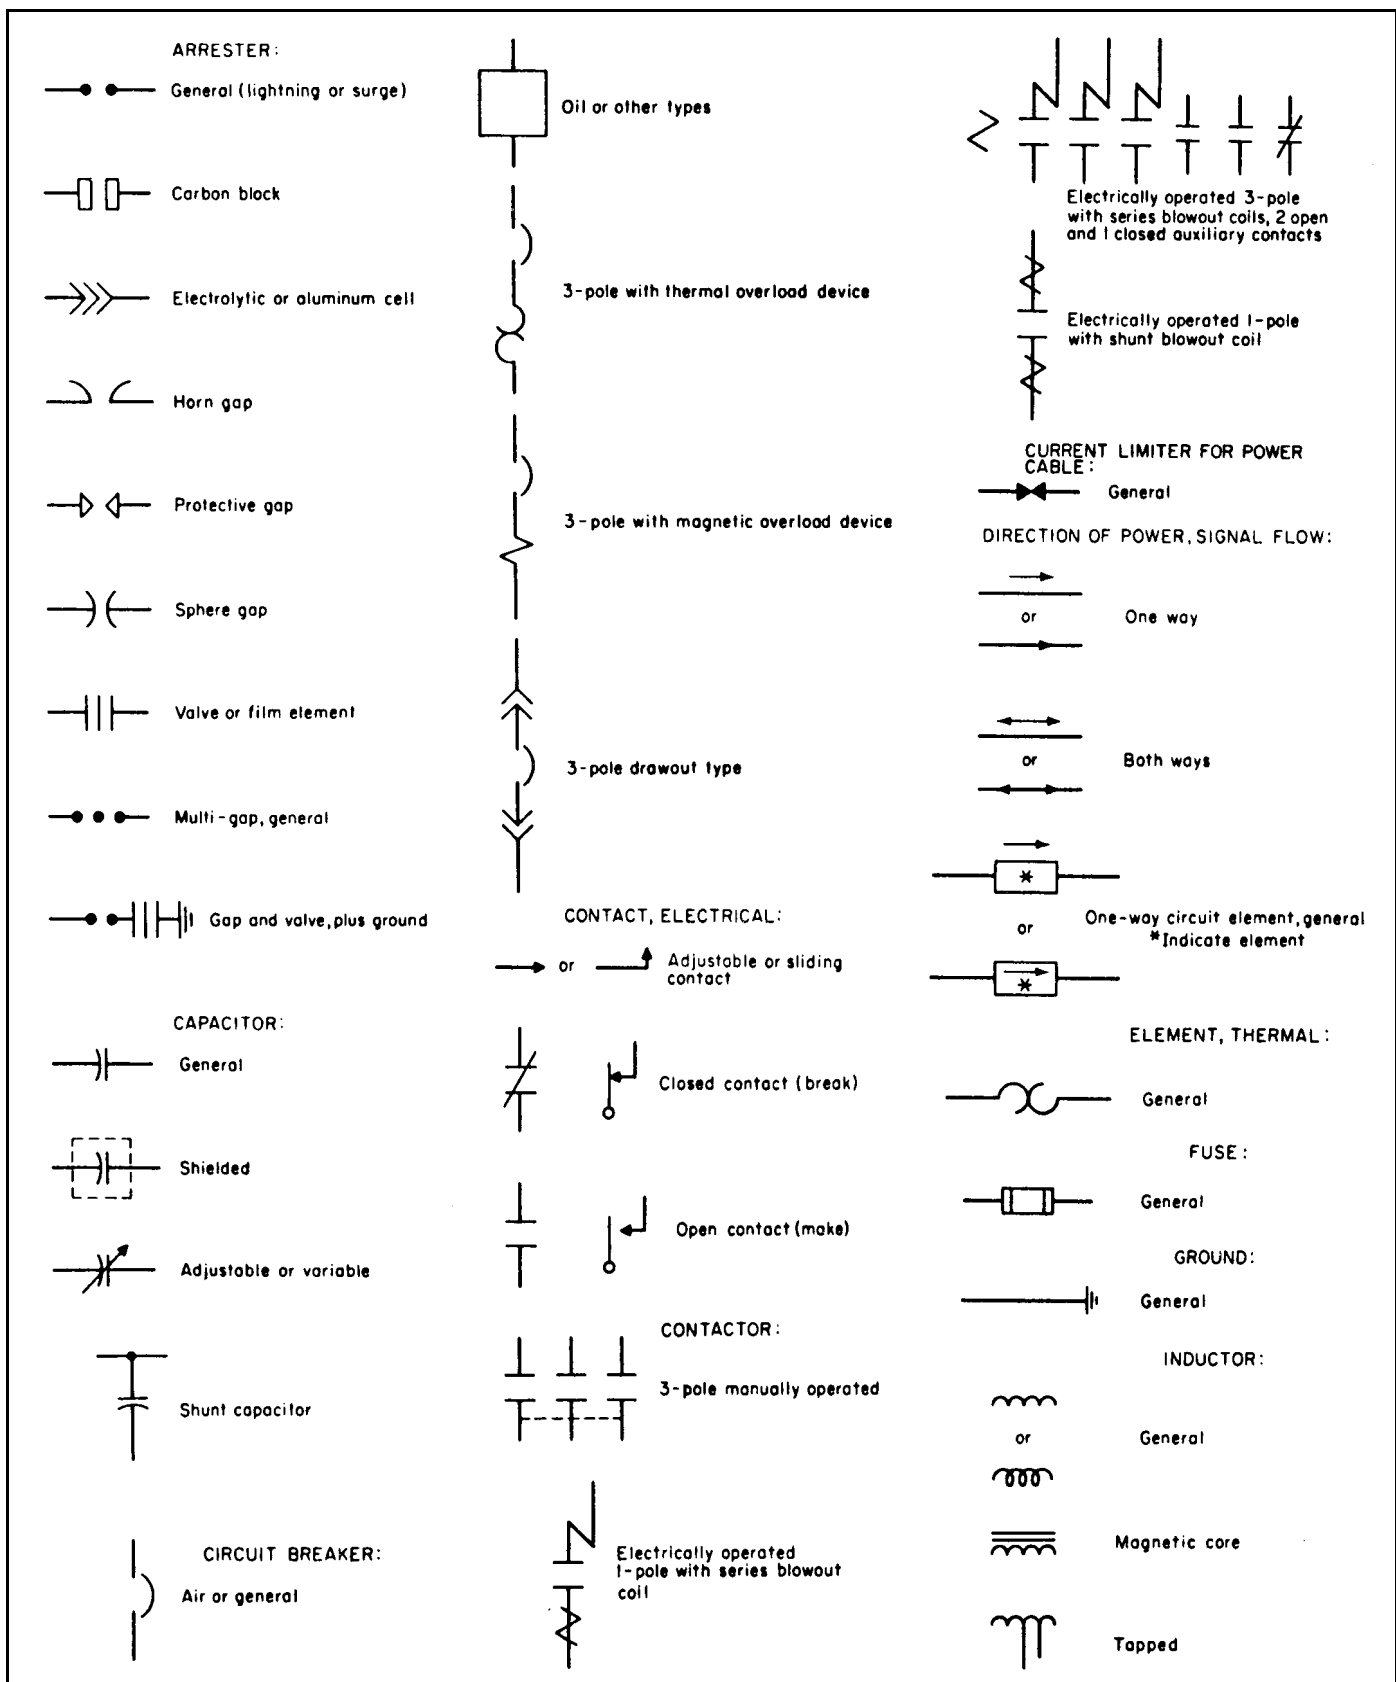 ARRESTER:
General (lightning or surge)
Carbon block
Electrolytic or aluminum cell
Horn gap
Protective gap
Sphere gap
Valve or film element
Multi-gap, general
Gap and valve, plus ground
CAPACITOR:
General
Shielded
Adjustable or variable
Shunt capacitor
CIRCUIT BREAKER:
Air or general
Oil or other types
3-pole with thermal overload device
3-pole with magnetic overload device
3-pole drawout type
CONTACT, ELECTRICAL:
or
Adjustable or sliding
contact
Closed contact (break)
Open contact (make)
CONTACTOR:
3-pole manually operated
Electrically operated
1-pole with series blowout
coil
Electrically operated 3-pole
with series blowout coils, 2 open
and 1 closed auxiliary contacts
Electrically operated 1-pole
with shunt blowout coil
CURRENT LIMITER FOR POWER
CABLE:
General
DIRECTION OF POWER, SIGNAL FLOW:
or
One way
or
Both ways
*
or
One-way circuit element, general
*Indicate element
*
ELEMENT, THERMAL:
General
FUSE:
General
GROUND:
General
INDUCTOR:
or
General
Magnetic core
Tapped